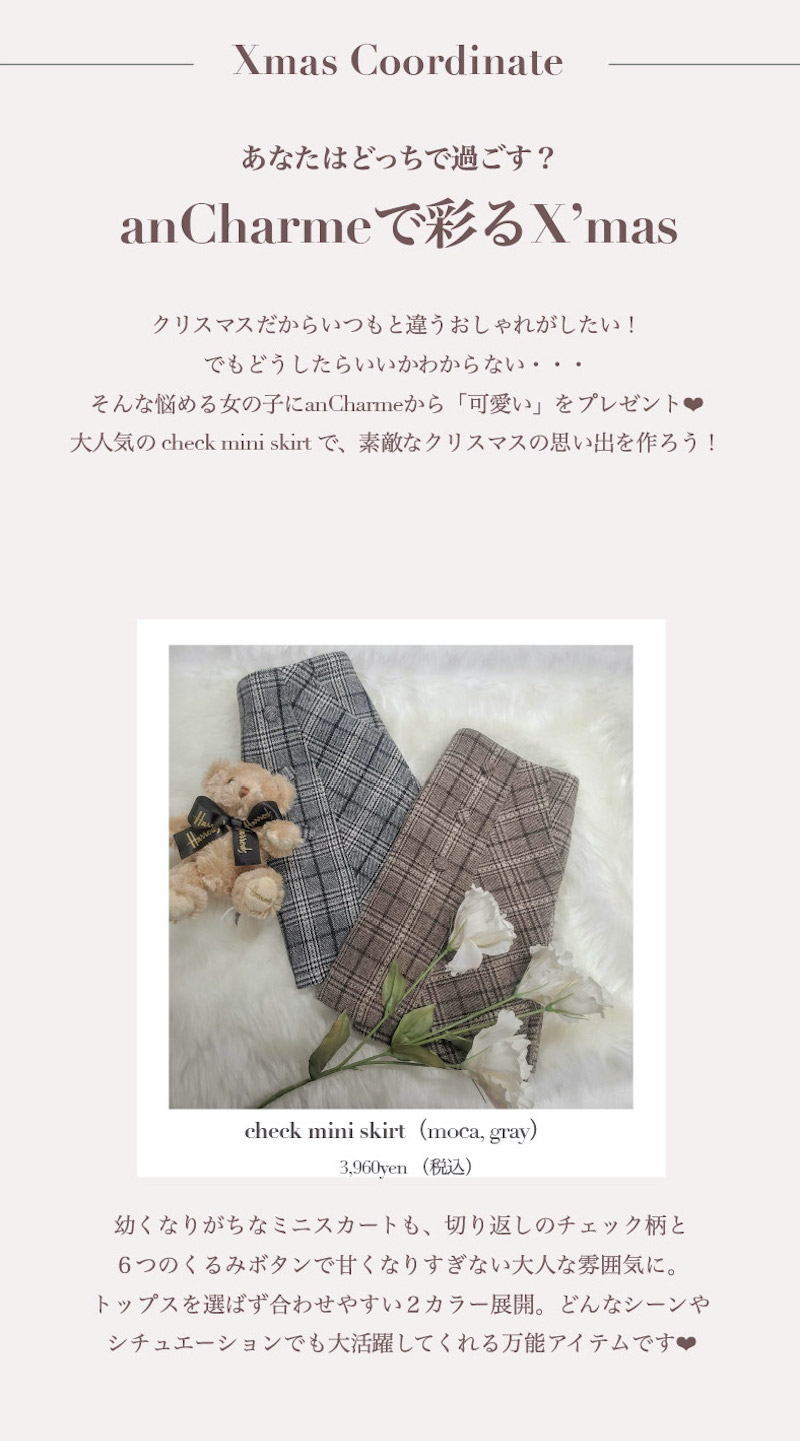 Xmas Coordinate
あなたはどっちで過ごす？
anCharmeで彩るX’mas
クリスマスだからいつもと違うおしゃれがしたい！
でもどうしたらいいかわからない・・・
そんな悩める女の子にanCharmeから「可愛い」をプレゼント❤
大人気の check mini skirt で、素敵なクリスマスの思い出を作ろう！
Harrods
Harrods
check mini skirt（moca, gray）
3,960yen （税込）
幼くなりがちなミニスカートも、切り返しのチェック柄と
６つのくるみボタンで甘くなりすぎない大人な雰囲気に。
トップスを選ばず合わせやすい２カラー展開。どんなシーンや
シチュエーションでも大活躍してくれる万能アイテムです❤